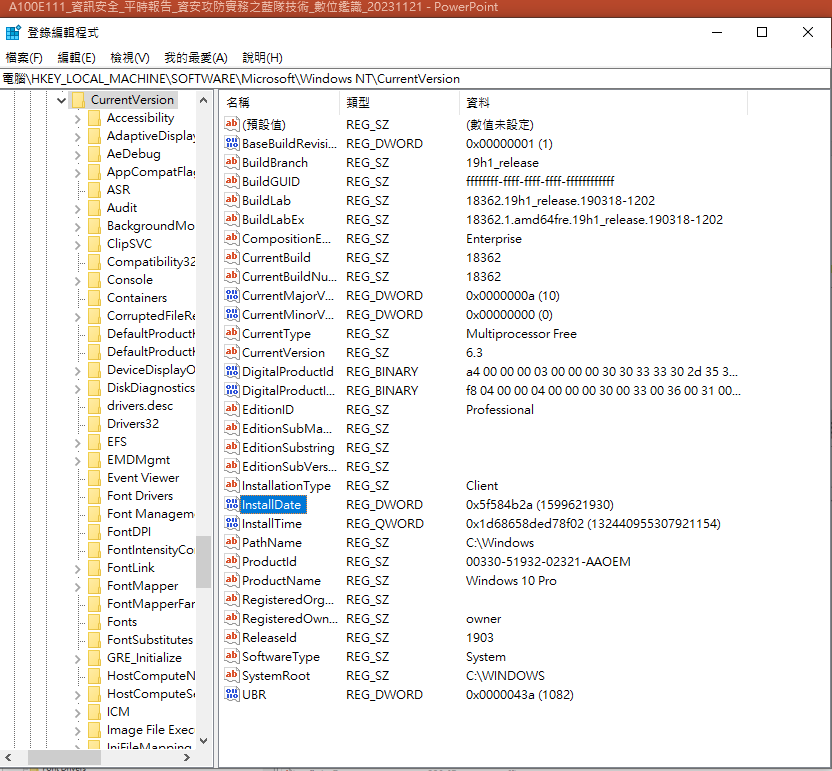 A100E111_資訊安全_平時報告_資安攻防實務之藍隊技術_數位鑑識_20231121 - PowerPoint
登錄編輯程式
檔案(F) 編輯(E) 檢視(V) 我的最愛(A) 說明(H)
電腦\HKEY_LOCAL_MACHINE\SOFTWARE\Microsoft\Windows NT\CurrentVersion
CurrentVersion
Accessibility
AdaptiveDisplay
AeDebug
AppCompatFlag
ASR
Audit
BackgroundMo
ClipSVC
Compatibility32
Console
Containers
CorruptedFileRe
DefaultProduct
DefaultProduct
DeviceDisplayO
DiskDiagnostics
drivers.desc
Drivers32
EFS
EMDMgmt
Event Viewer
Font Drivers
Font Managem
FontDPI
FontIntensityCo
FontLink
FontMapper
FontMapperFar
Fonts
FontSubstitutes
GRE_Initialize
HostComputeN
HostComputeSe
ICM
Image File Exec
IniFileMapping
名稱 類型 資料
(預設值) REG_SZ (數值未設定)
BaseBuildRevisi... REG_DWORD 0x00000001 (1)
BuildBranch REG_SZ 19h1_release
BuildGUID REG_SZ ffffffff-ffff-ffff-ffff-ffffffffffff
BuildLab REG_SZ 18362.19h1_release.190318-1202
BuildLabEx REG_SZ 18362.1.amd64fre.19h1_release.190318-1202
CompositionE... REG_SZ Enterprise
CurrentBuild REG_SZ 18362
CurrentBuildNu... REG_SZ 18362
CurrentMajorV... REG_DWORD 0x0000000a (10)
CurrentMinorV... REG_DWORD 0x00000000 (0)
CurrentType REG_SZ Multiprocessor Free
CurrentVersion REG_SZ 6.3
DigitalProductId REG_BINARY a4 00 00 00 03 00 00 00 30 30 33 33 30 2d 35 3...
DigitalProductI... REG_BINARY f8 04 00 00 04 00 00 00 30 00 33 00 36 00 31 00...
EditionID REG_SZ Professional
EditionSubMa... REG_SZ
EditionSubstring REG_SZ
EditionSubVers... REG_SZ
InstallationType REG_SZ Client
InstallDate REG_DWORD 0x5f584b2a (1599621930)
InstallTime REG_QWORD 0x1d68658ded78f02 (132440955307921154)
PathName REG_SZ C:\Windows
ProductId REG_SZ 00330-51932-02321-AAOEM
ProductName REG_SZ Windows 10 Pro
RegisteredOrg... REG_SZ
RegisteredOwn... REG_SZ owner
ReleaseId REG_SZ 1903
SoftwareType REG_SZ System
SystemRoot REG_SZ C:\WINDOWS
UBR REG_DWORD 0x0000043a (1082)